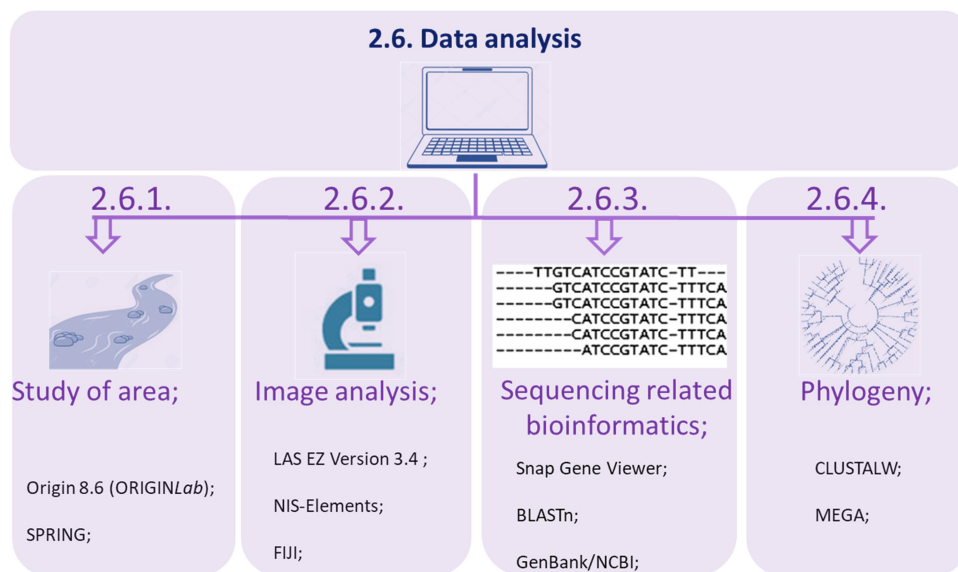 2.6. Data analysis
2.6.1.
2.6.2.
2.6.3.
2.6.4.
----TTGTCATCCGTATC-TT---
------GTCATCCGTATC-TTTCA
------GTCATCCGTATC-TTTCA
--------CATCCGTATC-TTTCA
--------CATCCGTATC-TTTCA
---------ATCCGTATC-TTTCA
Study of area;
Image analysis;
Sequencing related
bioinformatics;
Phylogeny;
Origin 8.6 (ORIGINLab);
SPRING;
LAS EZ Version 3.4 ;
NIS-Elements;
FIJI;
Snap Gene Viewer;
BLASTn;
GenBank/NCBI;
CLUSTALW;
MEGA;